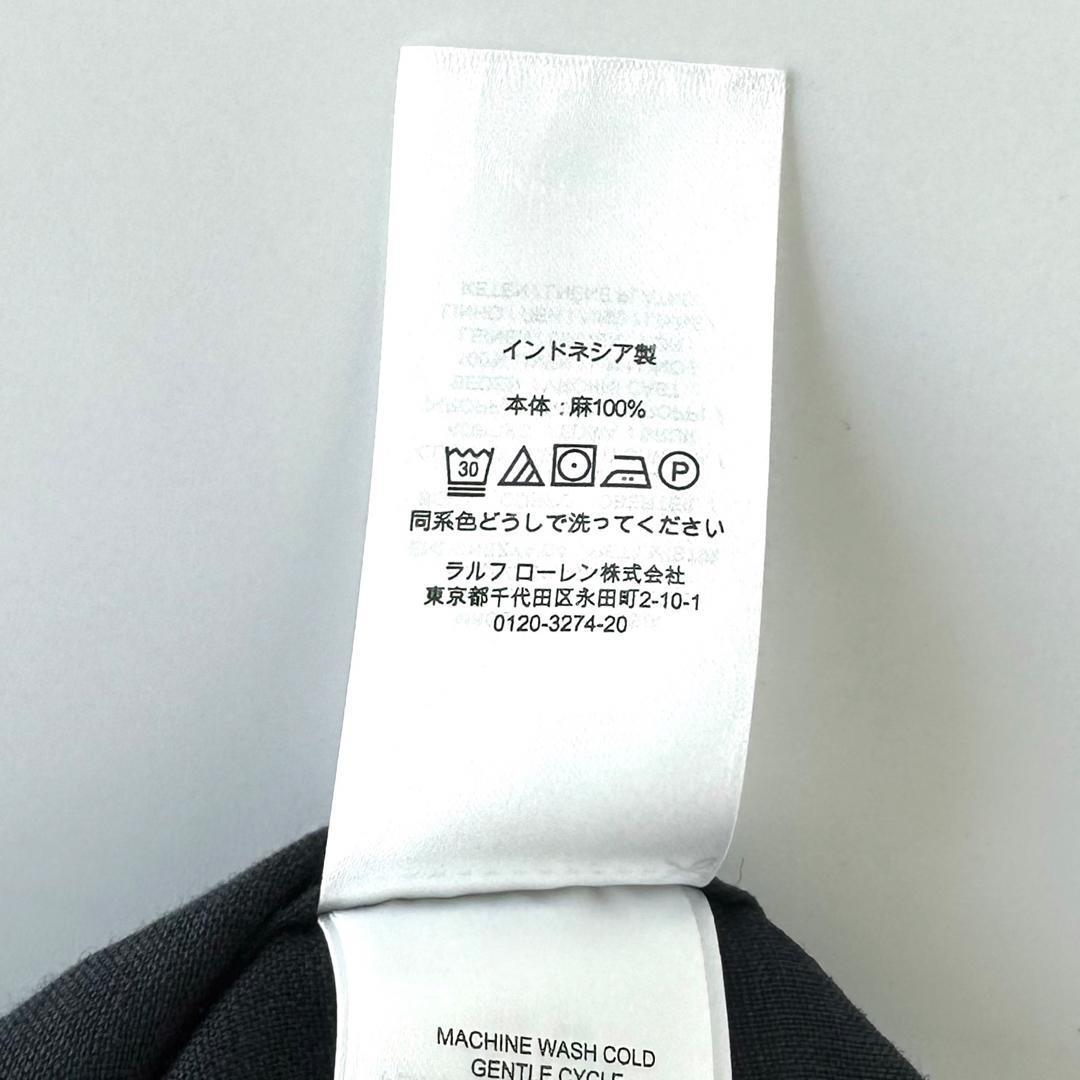 インドネシア製
本体:麻100%
30
P
同系色どうしで洗ってください
ラルフ ローレン株式会社
東京都千代田区永田町2-10-1
0120-3274-20
MACHINE WASH COLD
GENTLE CYCLE